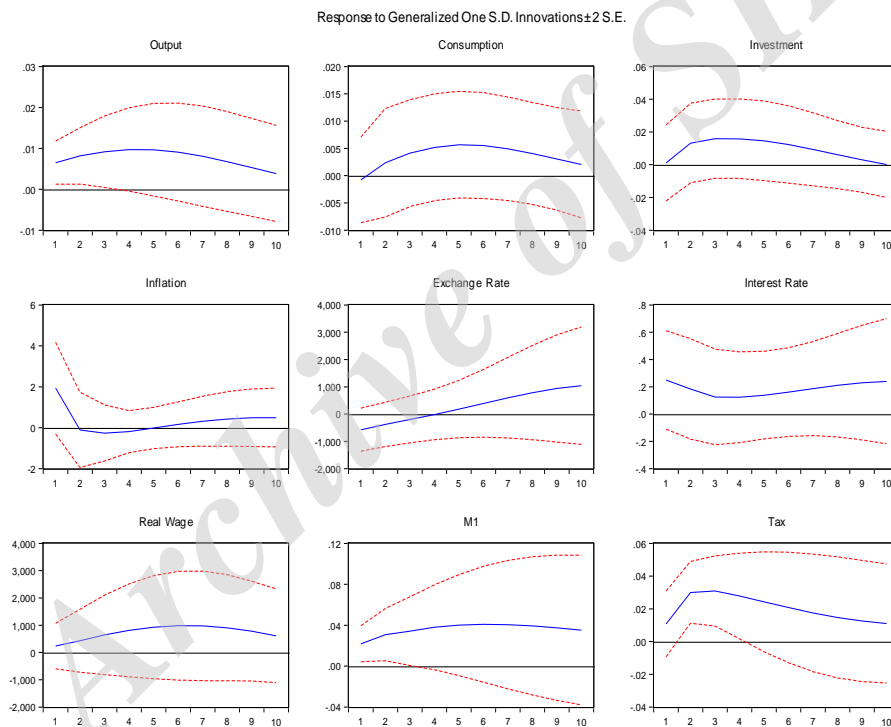 Response to Generalized One S.D. Innovations ± 2 S.E.
Output
.03
.02
.01
.00
-.01
1 2 3 4 5 6 7 8 9 10
Consumption
.020
.015
.010
.005
.000
-.005
-.010
1 2 3 4 5 6 7 8 9 10
Investment
.06
.04
.02
.00
-.02
-.04
1 2 3 4 5 6 7 8 9 10
Inflation
6
4
2
0
-2
1 2 3 4 5 6 7 8 9 10
Exchange Rate
4,000
3,000
2,000
1,000
0
-1,000
-2,000
1 2 3 4 5 6 7 8 9 10
Interest Rate
.8
.6
.4
.2
.0
-.2
-.4
1 2 3 4 5 6 7 8 9 10
Real Wage
4,000
3,000
2,000
1,000
0
-1,000
-2,000
1 2 3 4 5 6 7 8 9 10
M1
.12
.08
.04
.00
-.04
1 2 3 4 5 6 7 8 9 10
Tax
.06
.04
.02
.00
-.02
-.04
1 2 3 4 5 6 7 8 9 10
Archive of